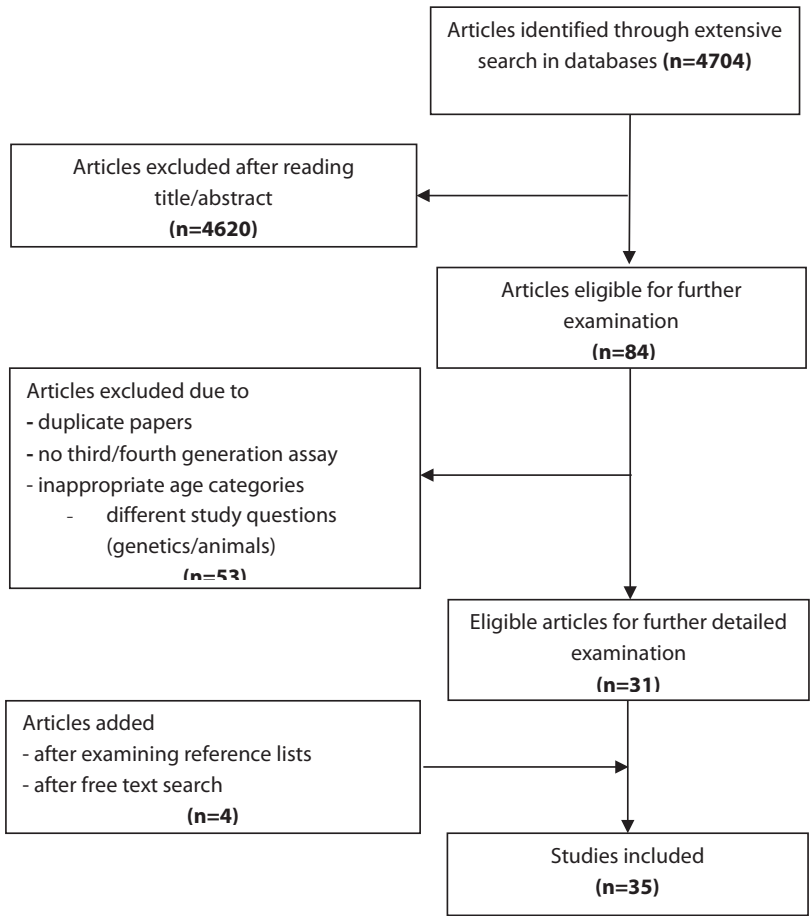 Articles identified through extensive
search in databases (n=4704)
Articles excluded after reading
title/abstract
(n=4620)
Articles eligible for further
examination
(n=84)
Articles excluded due to
- duplicate papers
- no third/fourth generation assay
- inappropriate age categories
- different study questions
(genetics/animals)
(n=53)
Eligible articles for further detailed
examination
(n=31)
Articles added
- after examining reference lists
- after free text search
(n=4)
Studies included
(n=35)